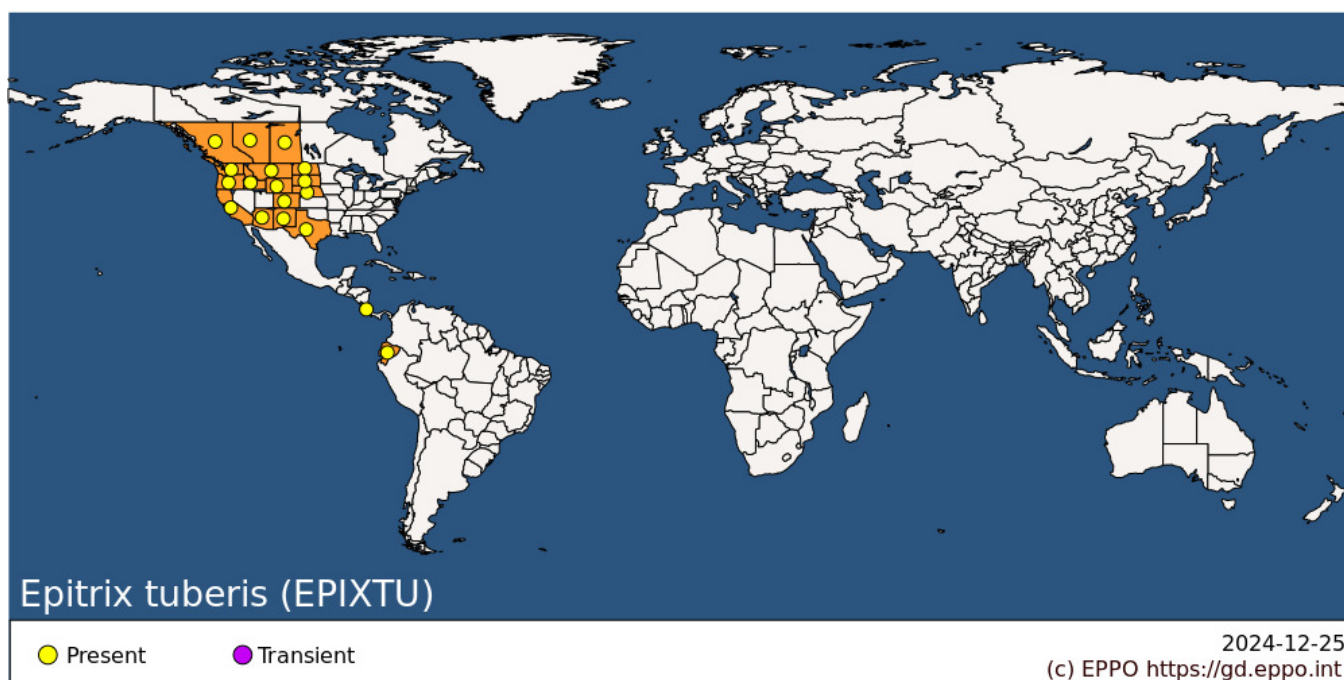 Epitrix tuberis (EPIXTU)
Present
Transient
2024-12-25
(c) EPPO https://gd.eppo.int